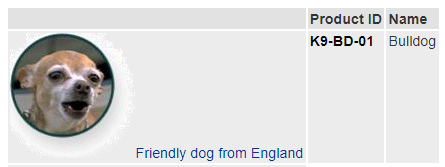 Product ID Name
K9-BD-01 Bulldog
Friendly dog from England